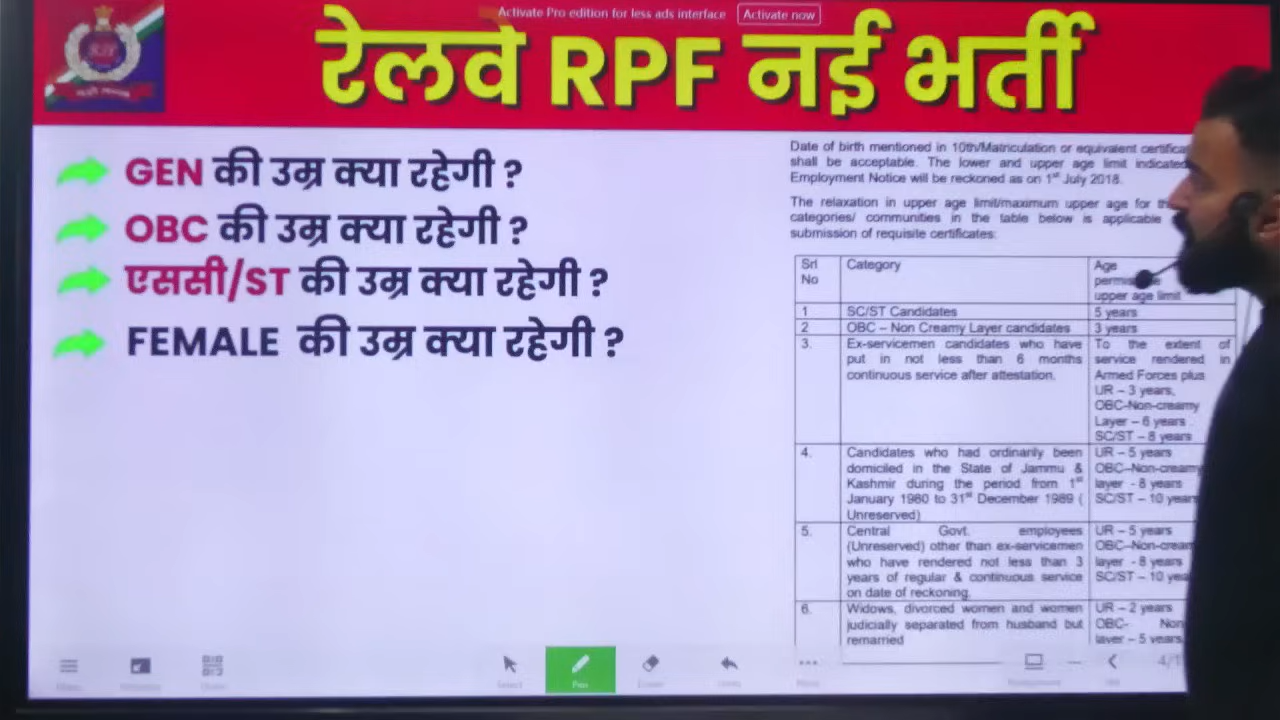 Activate Pro edition for less ads interface
Activate now
रेलवे RPF नई भर्ती
GEN की उम्र क्या रहेगी ?
OBC की उम्र क्या रहेगी ?
एससी/ST की उम्र क्या रहेगी ?
FEMALE की उम्र क्या रहेगी ?
Date of birth mentioned in 10th/Matriculation or equivalent
shall be acceptable. The lower and upper age limit indicated
Employment Notice will be reckoned as on 1st July 2018.
The relaxation in upper age limit/maximum upper age for
categories/ communities in the table below is applicable
submission of requisite certificates:
Srl No
Category
Age
upper age limit
1 SC/ST Candidates 5 years
2 OBC – Non Creamy Layer candidates 3 years
3. Ex-servicemen candidates who have To the extent of
put in not less than 6 months service rendered in
continuous service after attestation. Armed Forces plus
UR – 3 years,
OBC-Non-creamy
Layer – 6 years
SC/ST – 8 years
4. Candidates who had ordinarily been UR – 5 years
domiciled in the State of Jammu & OBC–Non-creamy
Kashmir during the period from 1st layer - 8 years
January 1980 to 31st December 1989 ( SC/ST – 10 years
Unreserved)
5. Central Govt. employees UR – 5 years
(Unreserved) other than ex-servicemen OBC–Non-
who have rendered not less than 3 layer - 8 years
years of regular & continuous service SC/ST – 10
on date of reckoning.
6. Widows, divorced women and women UR – 2 years
judicially separated from husband but OBC- Non
remarried layer – 5 years
Select Pen